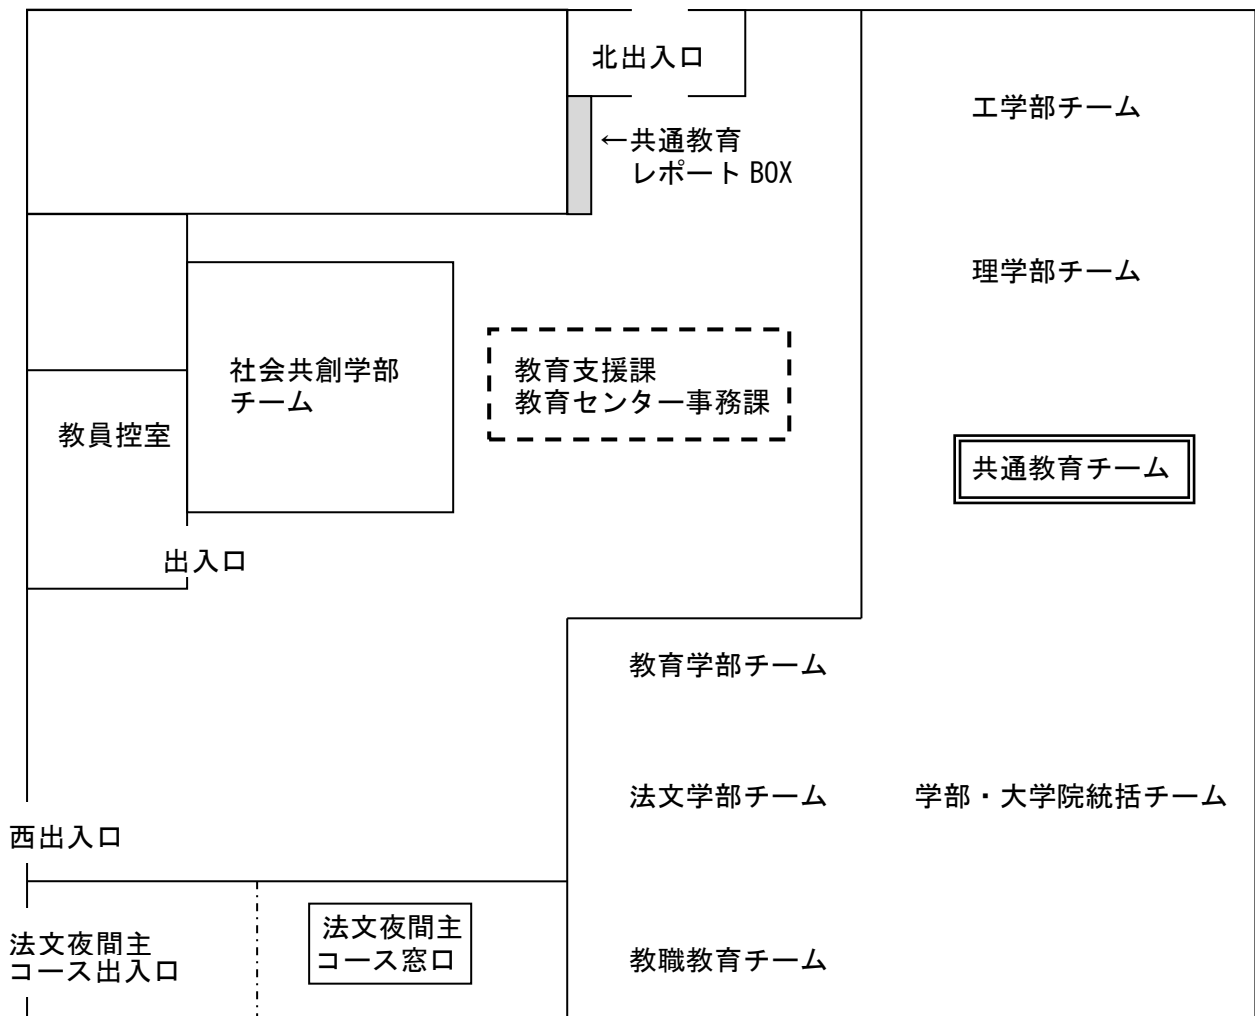 北出入口
工学部チーム
←共通教育
レポート BOX
理学部チーム
社会共創学部
チーム
教育支援課
教育センター事務課
教員控室
共通教育チーム
出入口
教育学部チーム
法文学部チーム
学部・大学院統括チーム
西出入口
法文夜間主
コース出入口
法文夜間主
コース窓口
教職教育チーム